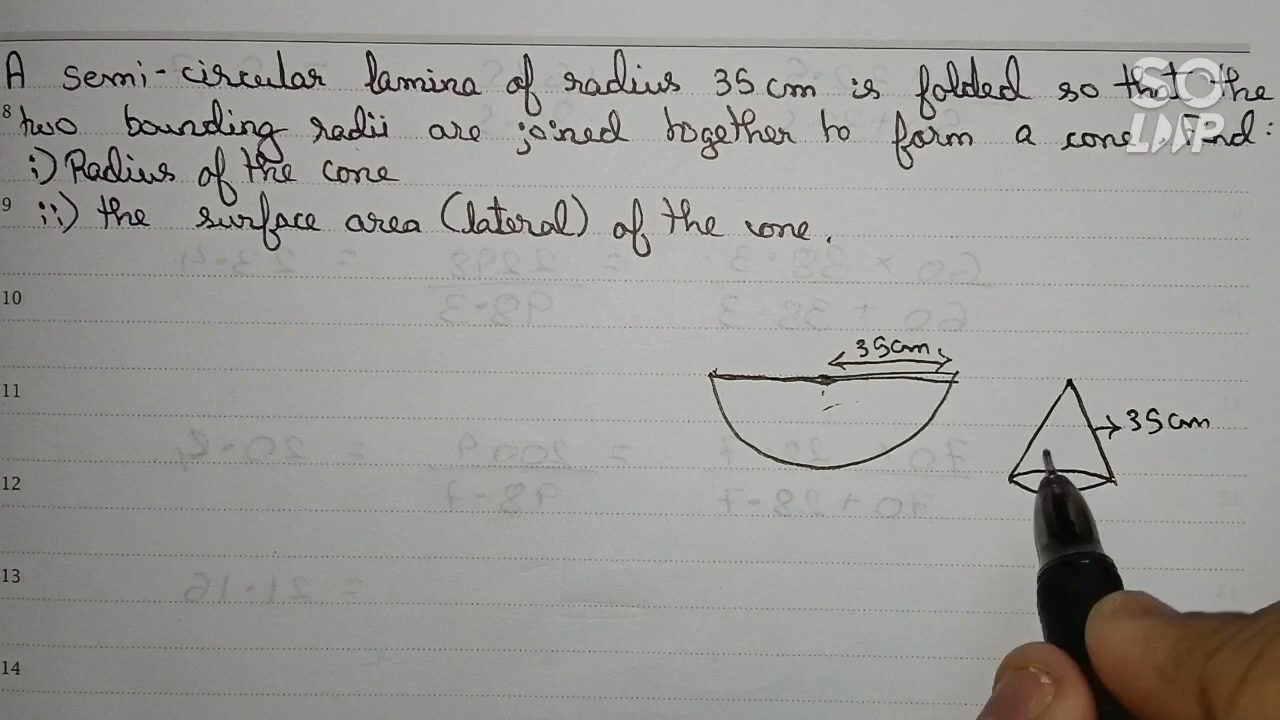 A semi-circular lamina of radius 35 cm is folded so that the
8 two bounding radii are joined together to form a cone. Find:
i) Radius of the cone
9 ii) the surface area (lateral) of the cone.
10
35cm
11
35cm
12
13
14